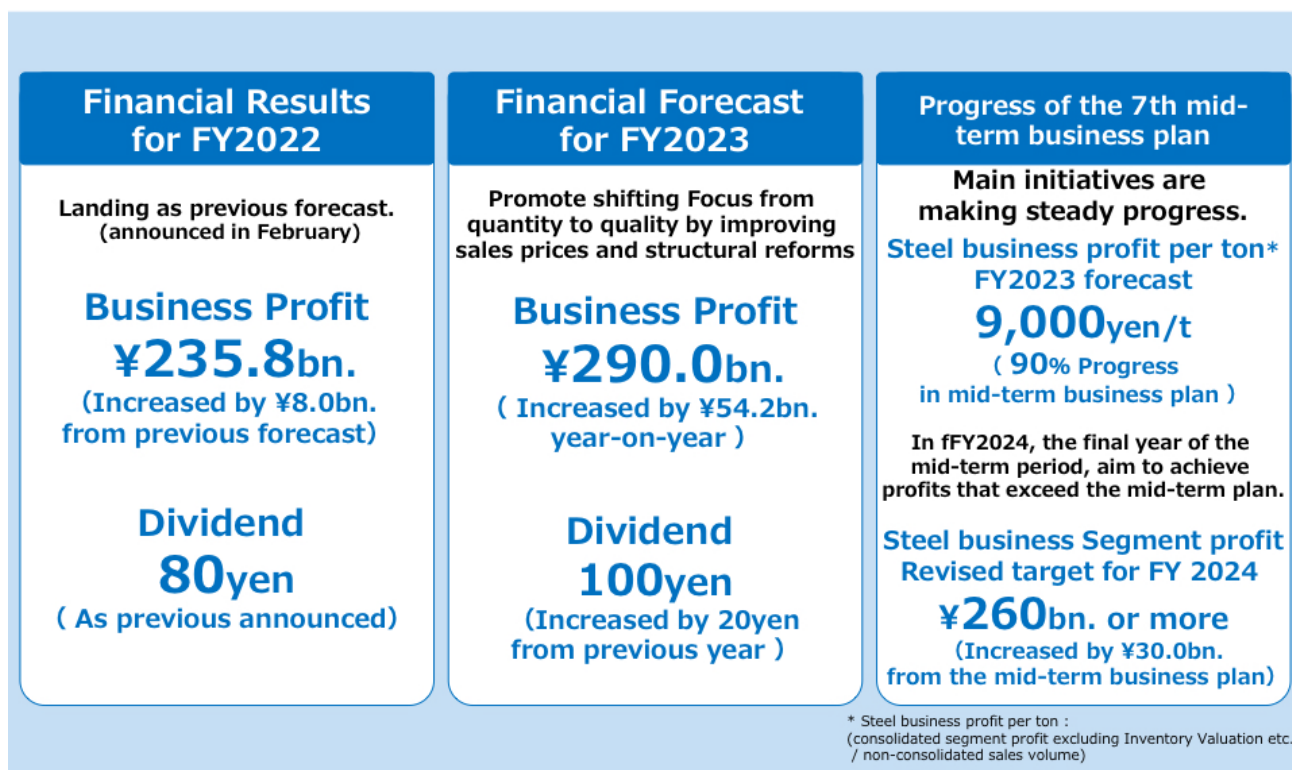 Financial Results
for FY2022
Landing as previous forecast.
(announced in February)
Business Profit
¥235.8bn.
(Increased by ¥8.0bn.
from previous forecast)
Dividend
80yen
( As previous announced)
Financial Forecast
for FY2023
Promote shifting Focus from
quantity to quality by improving
sales prices and structural reforms
Business Profit
¥290.0bn.
( Increased by ¥54.2bn.
year-on-year )
Dividend
100yen
(Increased by 20yen
from previous year )
Progress of the 7th mid-
term business plan
Main initiatives are
making steady progress.
Steel business profit per ton*
FY2023 forecast
9,000yen/t
( 90% Progress
in mid-term business plan )
In fFY2024, the final year of the
mid-term period, aim to achieve
profits that exceed the mid-term plan.
Steel business Segment profit
Revised target for FY 2024
¥260bn. or more
(Increased by ¥30.0bn.
from the mid-term business plan)
* Steel business profit per ton :
(consolidated segment profit excluding Inventory Valuation etc.
/ non-consolidated sales volume)